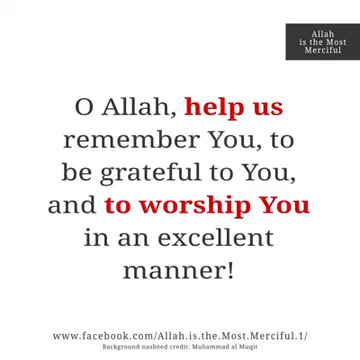 Allah
is the Most
Merciful
O Allah, help us
remember You, to
be grateful to You,
and to worship You
in an excellent
manner!
www.facebook.com/Allah.is.the.Most.Merciful.1/
Background nasheed credit: Muhammad al Muqit